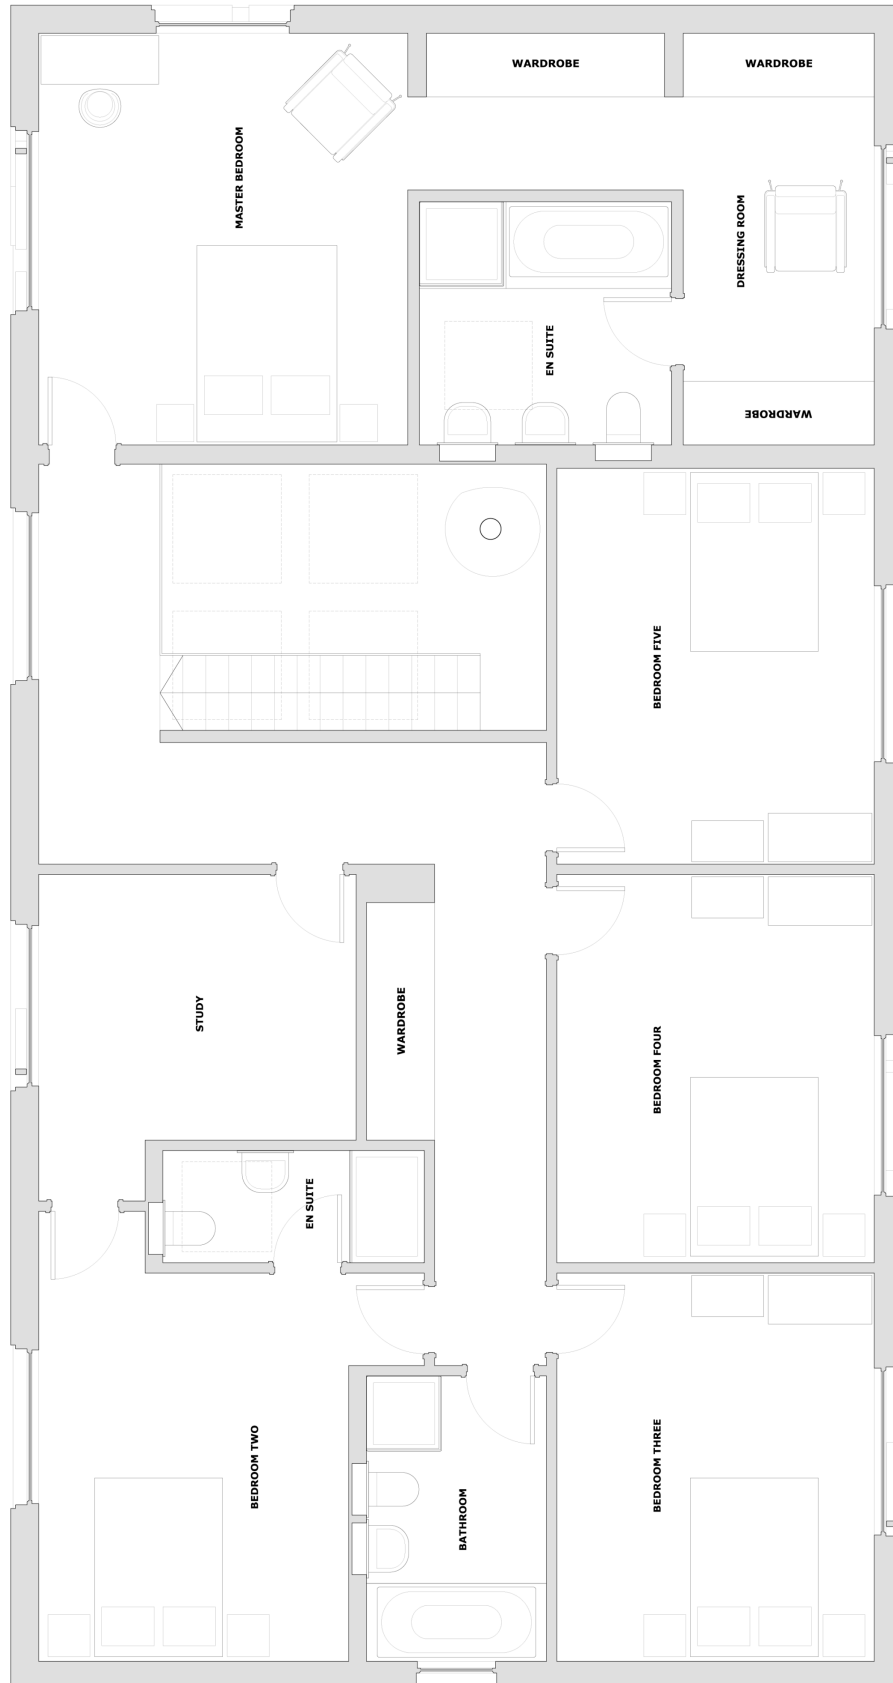 WARDROBE
WARDROBE
MASTER BEDROOM
DRESSING ROOM
EN SUITE
WARDROBE
BEDROOM FIVE
STUDY
WARDROBE
BEDROOM FOUR
EN SUITE
BEDROOM TWO
BATHROOM
BEDROOM THREE